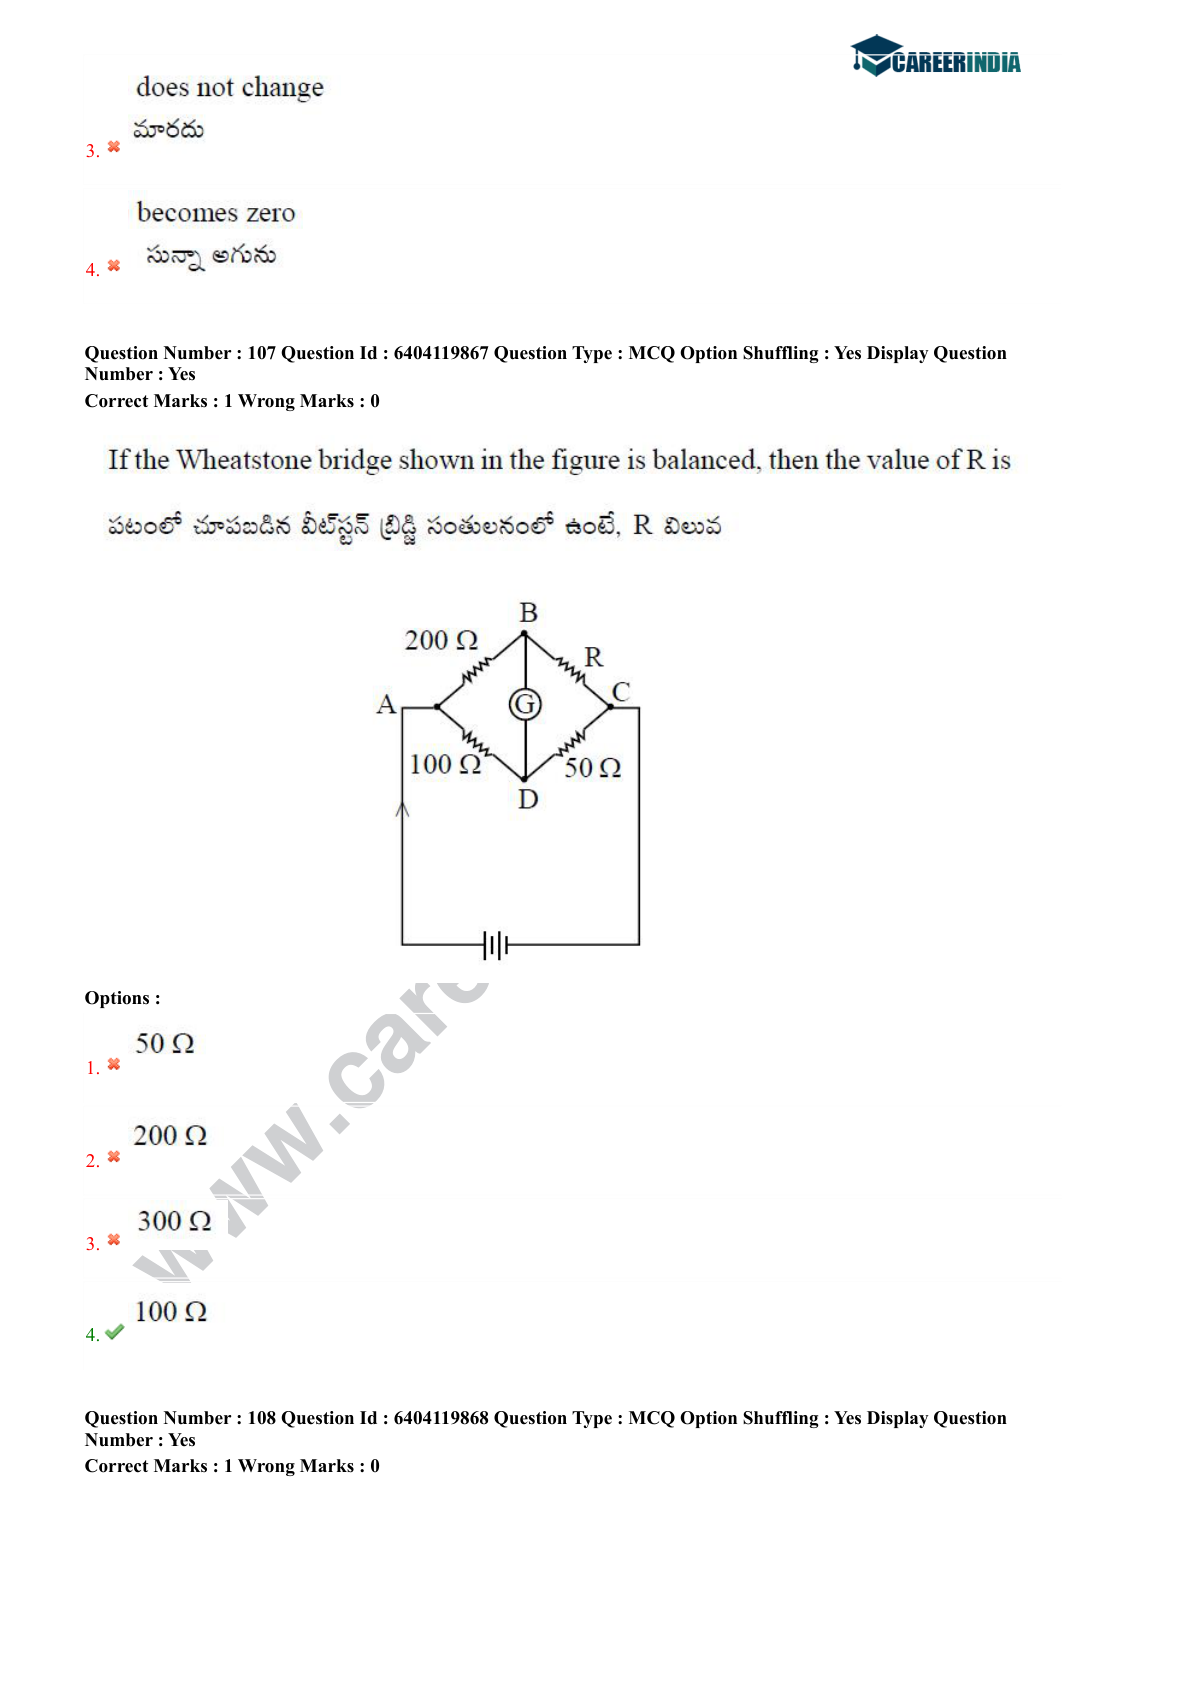 CAREERINDIA
does not change
మారదు
3.
becomes zero
సున్నా అగును
4.
Question Number : 107 Question Id : 6404119867 Question Type : MCQ Option Shuffling : Yes Display Question
Number : Yes
Correct Marks : 1 Wrong Marks : 0
If the Wheatstone bridge shown in the figure is balanced, then the value of R is
పటంలో చూపబడిన వీట్‌స్టన్ బ్రిడ్జి సంతులనంలో ఉంటే, R విలువ
B
200 Ω
R
A
G
C
100 Ω
50 Ω
D
Options :
50 Ω
1.
200 Ω
2.
300 Ω
3.
100 Ω
4.
www.care
Question Number : 108 Question Id : 6404119868 Question Type : MCQ Option Shuffling : Yes Display Question
Number : Yes
Correct Marks : 1 Wrong Marks : 0